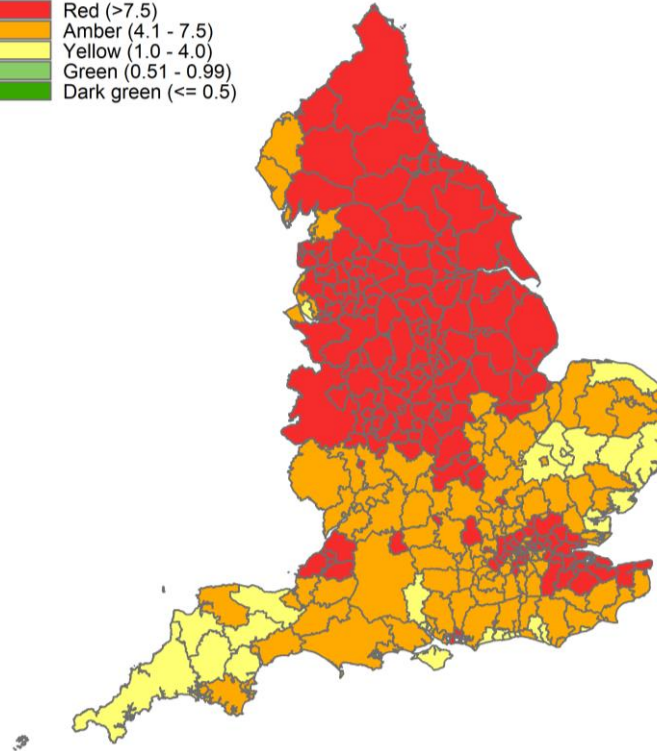 Red (>7.5)
Amber (4.1 - 7.5)
Yellow (1.0 - 4.0)
Green (0.51 - 0.99)
Dark green (<= 0.5)